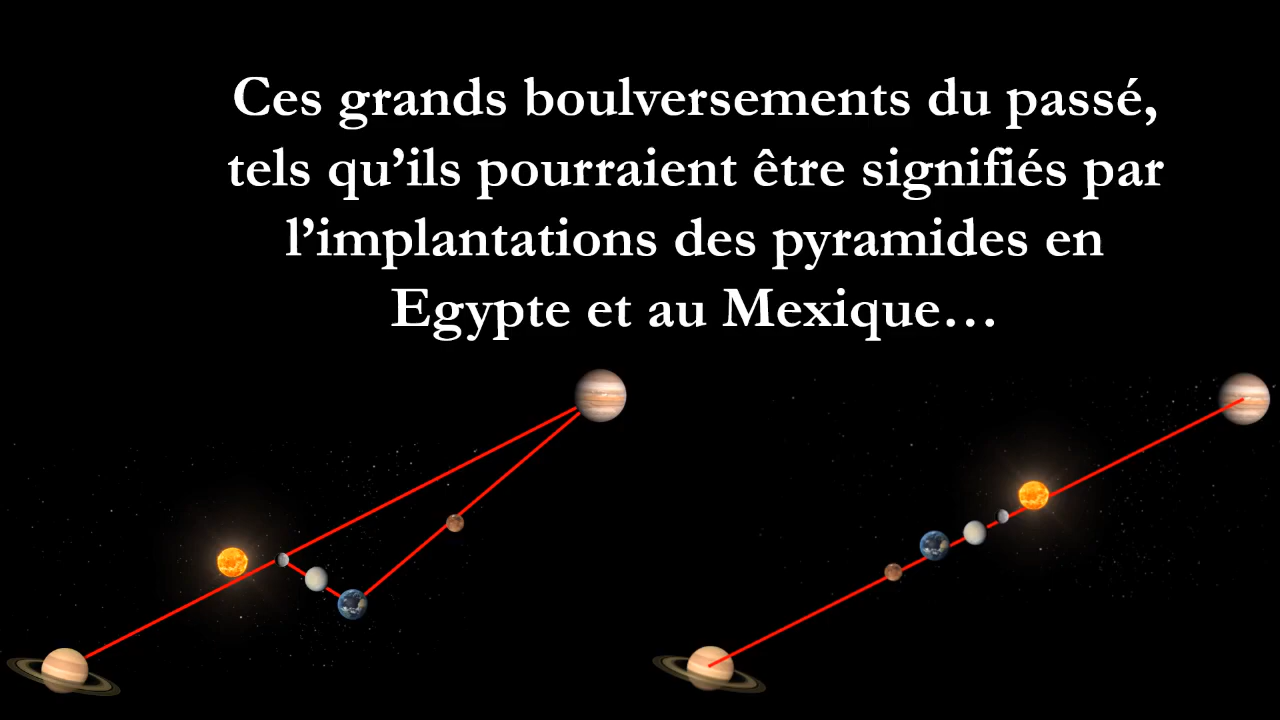 Ces grands boulversements du passé,
tels qu’ils pourraient être signifiés par
l’implantations des pyramides en
Egypte et au Mexique…